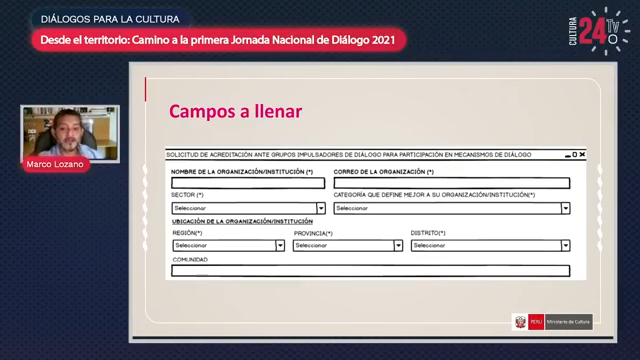 DIÁLOGOS PARA LA CULTURA
Desde el territorio: Camino a la primera Jornada Nacional de Diálogo 2021
CULTURA
24
TV
Marco Lozano
Campos a llenar
SOLICITUD DE ACREDITACIÓN ANTE GRUPOS IMPULSADORES DE DIÁLOGO PARA PARTICIPACIÓN EN MECANISMOS DE DIÁLOGO
NOMBRE DE LA ORGANIZACIÓN/INSTITUCIÓN (*)
CORREO DE LA ORGANIZACIÓN (*)
SECTOR (*)
CATEGORÍA QUE DEFINE MEJOR A SU ORGANIZACIÓN/INSTITUCIÓN(*)
Seleccionar
Seleccionar
UBICACIÓN DE LA ORGANIZACIÓN/INSTITUCIÓN
REGIÓN(*)
PROVINCIA(*)
DISTRITO(*)
Seleccionar
Seleccionar
Seleccionar
COMUNIDAD
PERÚ
Ministerio de Cultura